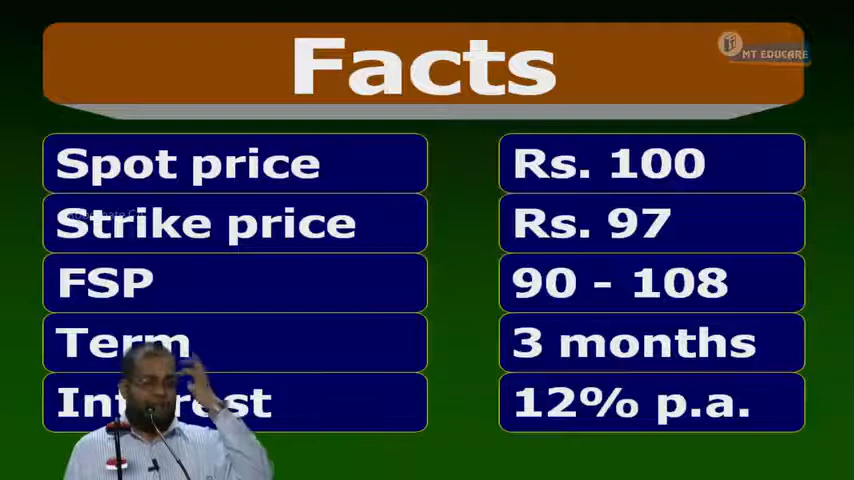 Facts
MT EDUCARE
Spot price Rs. 100
Strike price Rs. 97
FSP 90 - 108
Term 3 months
Interest 12% p.a.